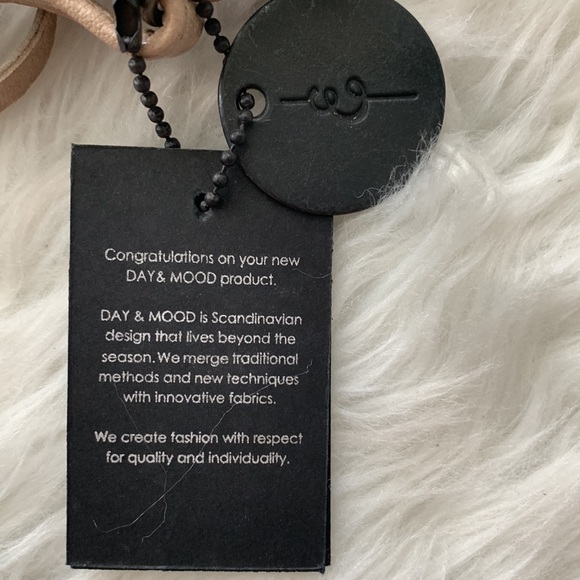 Congratulations on your new
DAY& MOOD product.
DAY & MOOD is Scandinavian
design that lives beyond the
season. We merge traditional
methods and new techniques
with innovative fabrics.
We create fashion with respect
for quality and individuality.